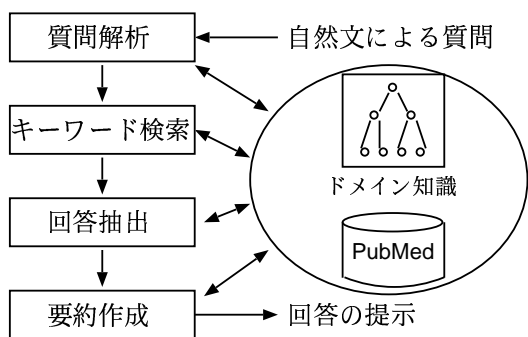 質問解析
自然文による質問
キーワード検索
ドメイン知識
回答抽出
PubMed
要約作成
回答の提示